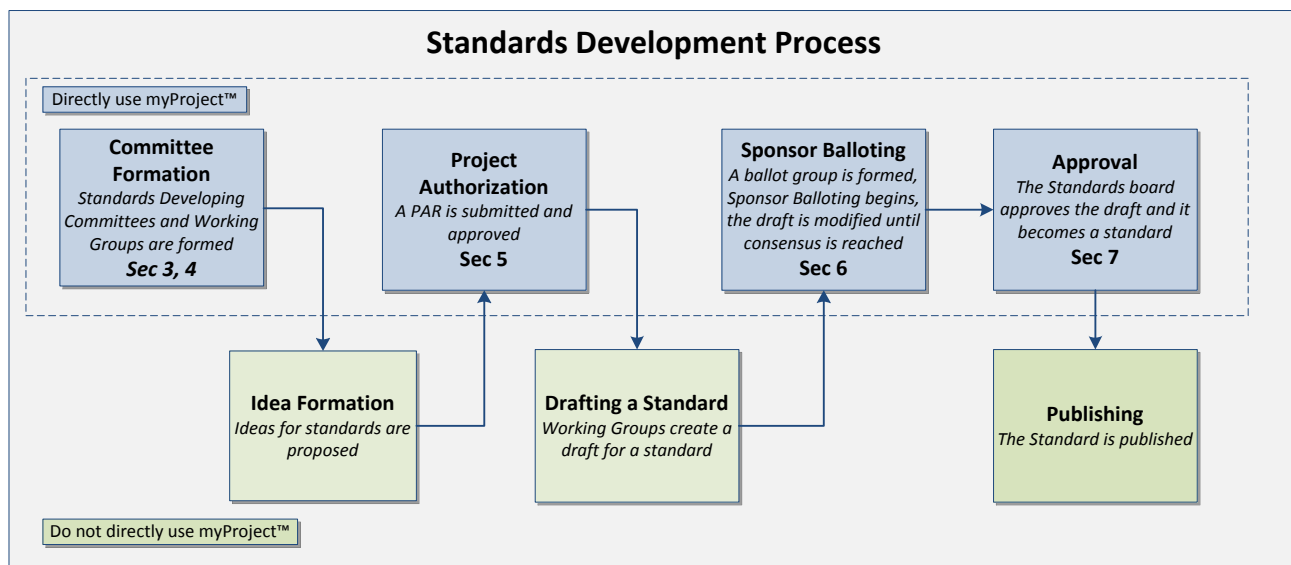 Standards Development Process
Directly use myProject™
Committee
Formation
Standards Developing
Committees and Working
Groups are formed
Sec 3, 4
Project
Authorization
A PAR is submitted and
approved
Sec 5
Sponsor Balloting
A ballot group is formed,
Sponsor Balloting begins,
the draft is modified until
consensus is reached
Sec 6
Approval
The Standards board
approves the draft and it
becomes a standard
Sec 7
Idea Formation
Ideas for standards are
proposed
Drafting a Standard
Working Groups create a
draft for a standard
Publishing
The Standard is published
Do not directly use myProject™